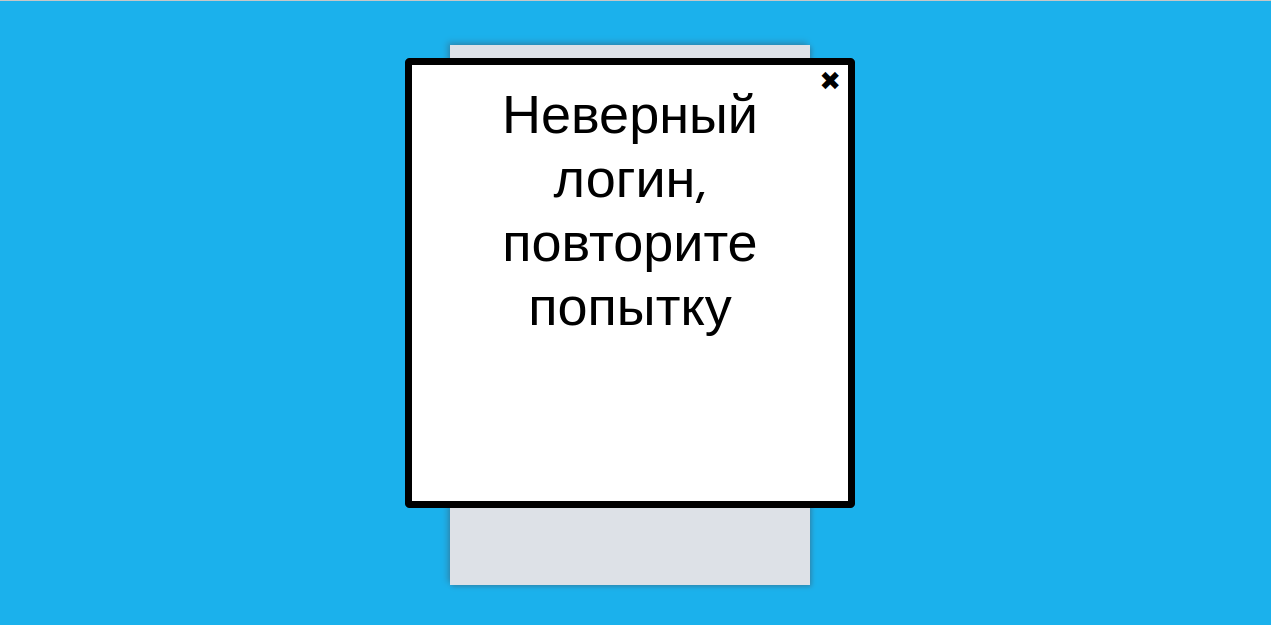 ✖
Неверный
логин,
повторите
попытку